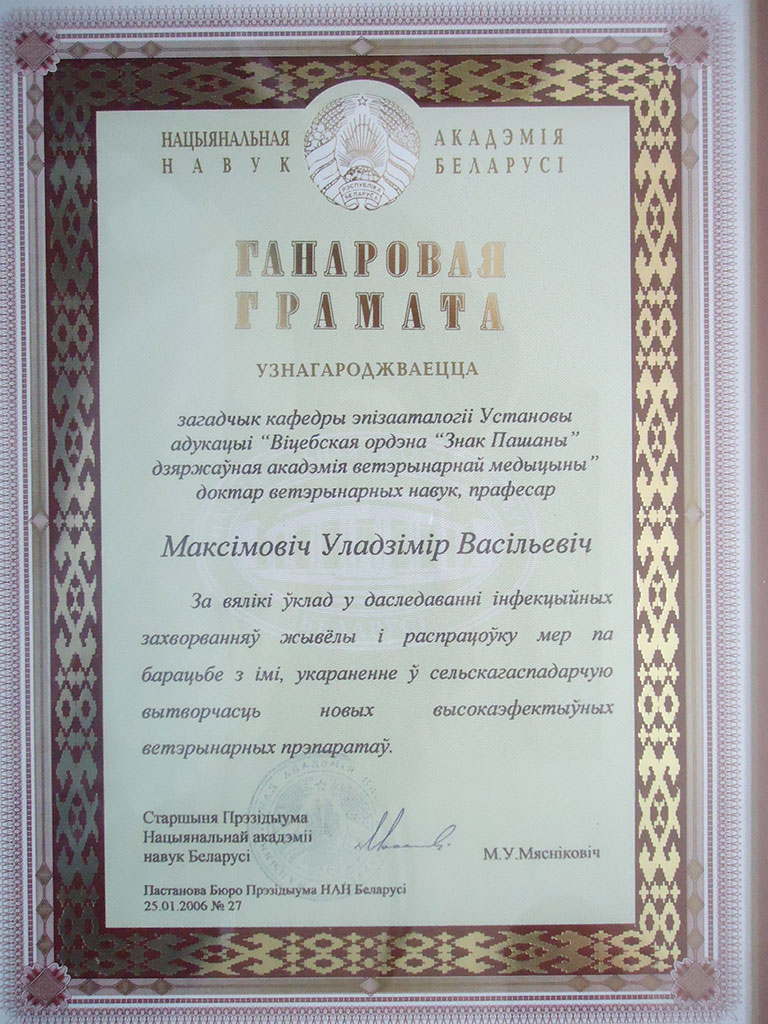 НАЦЫЯНАЛЬНАЯ АКАДЭМІЯ
НАВУК БЕЛАРУСІ
РЭСПУБЛІКА
БЕЛАРУСЬ
ГАНАРОВАЯ
ГРАМАТА
УЗНАГАРОДЖВАЕЦЦА
загадчык кафедры эпізааталогіі Установы
адукацыі “Віцебская ордэна “Знак Пашаны”
дзяржаўная акадэмія ветэрынарнай медыцыны”
доктар ветэрынарных навук, прафесар
Максімовіч Уладзімір Васільевіч
За вялікі ўклад у даследаванні інфекцыйных
захворванняў жывёлы і распрацоўку мер па
барацьбе з імі, укараненне ў сельскагаспадарчую
вытворчасць новых высокаэфектыўных
ветэрынарных прэпаратаў.
Старшыня Прэзідыума
Нацыянальнай акадэміі
навук Беларусі
М.У.Мясніковіч
Пастанова Бюро Прэзідыума НАН Беларусі
25.01.2006 № 27